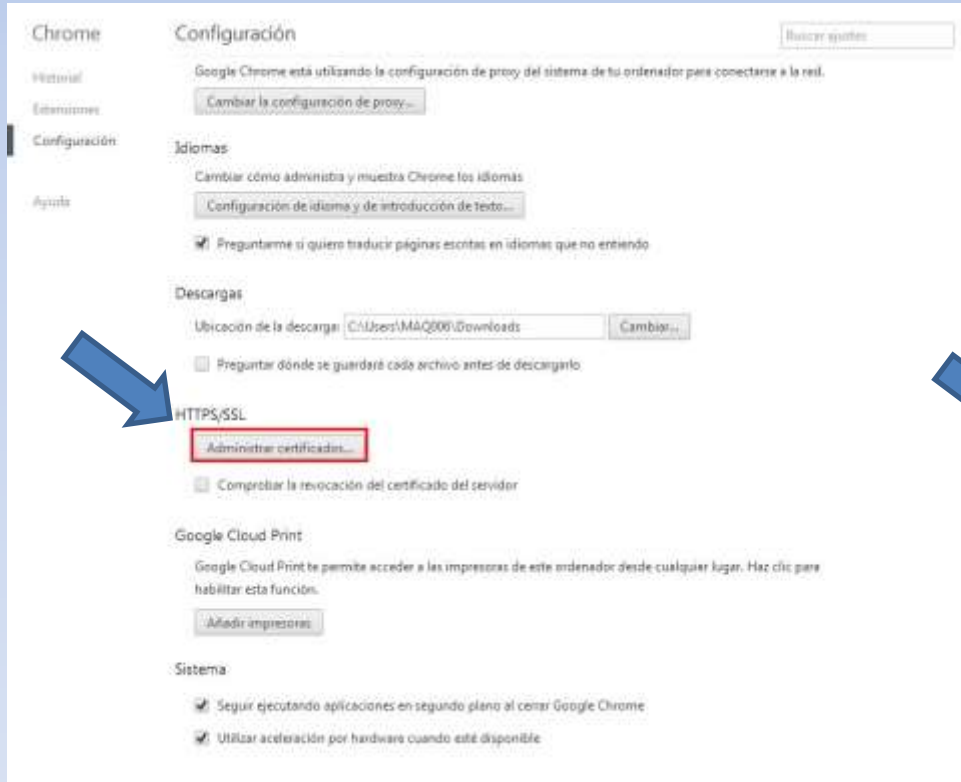 Chrome
Configuración
Buscar ajustes
Historial
Extensiones
Configuración
Ayuda
Google Chrome está utilizando la configuración de proxy del sistema de tu ordenador para conectarse a la red.
Cambiar la configuración de proxy...
Idiomas
Cambiar cómo administra y muestra Chrome los idiomas
Configuración de idioma y de introducción de texto...
Preguntarme si quiero traducir páginas escritas en idiomas que no entiendo
Descargas
Ubicación de la descarga: C:\Users\MAQ006\Downloads Cambiar...
Preguntar dónde se guardará cada archivo antes de descargarlo
HTTPS/SSL
Administrar certificados...
Comprobar la revocación del certificado del servidor
Google Cloud Print
Google Cloud Print te permite acceder a las impresoras de este ordenador desde cualquier lugar. Haz clic para
habilitar esta función.
Añadir impresoras
Sistema
Seguir ejecutando aplicaciones en segundo plano al cerrar Google Chrome
Utilizar aceleración por hardware cuando esté disponible